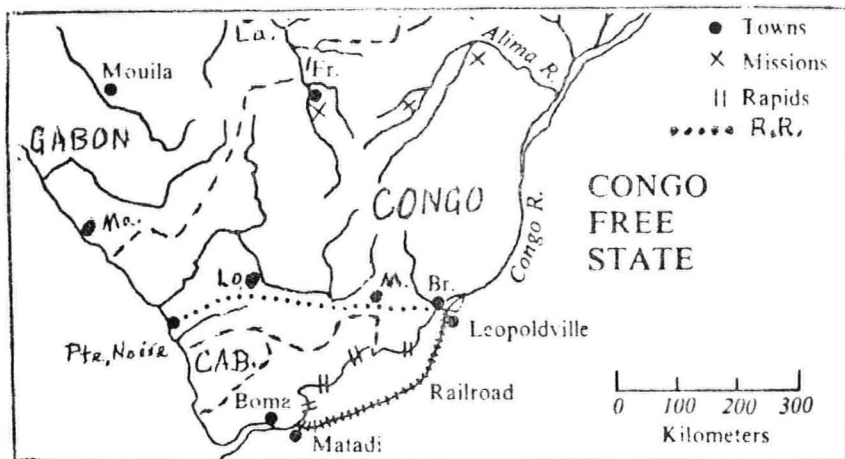 La.
Alima R.
Towns
Missions
Rapids
R.R.
Mouila
Fr.
GABON
CONGO
CONGO
FREE
STATE
Congo R.
Ma.
Lo.
M.
Br.
Leopoldville
Pte. Noire
CAB.
Railroad
Boma
Matadi
0 100 200 300
Kilometers